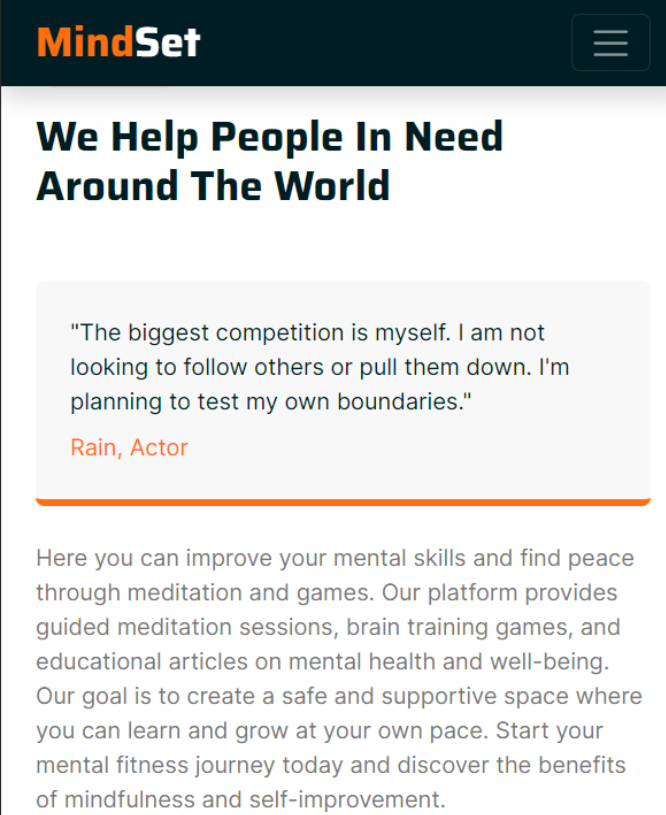 MindSet
We Help People In Need
Around The World
"The biggest competition is myself. I am not
looking to follow others or pull them down. I'm
planning to test my own boundaries."
Rain, Actor
Here you can improve your mental skills and find peace
through meditation and games. Our platform provides
guided meditation sessions, brain training games, and
educational articles on mental health and well-being.
Our goal is to create a safe and supportive space where
you can learn and grow at your own pace. Start your
mental fitness journey today and discover the benefits
of mindfulness and self-improvement.